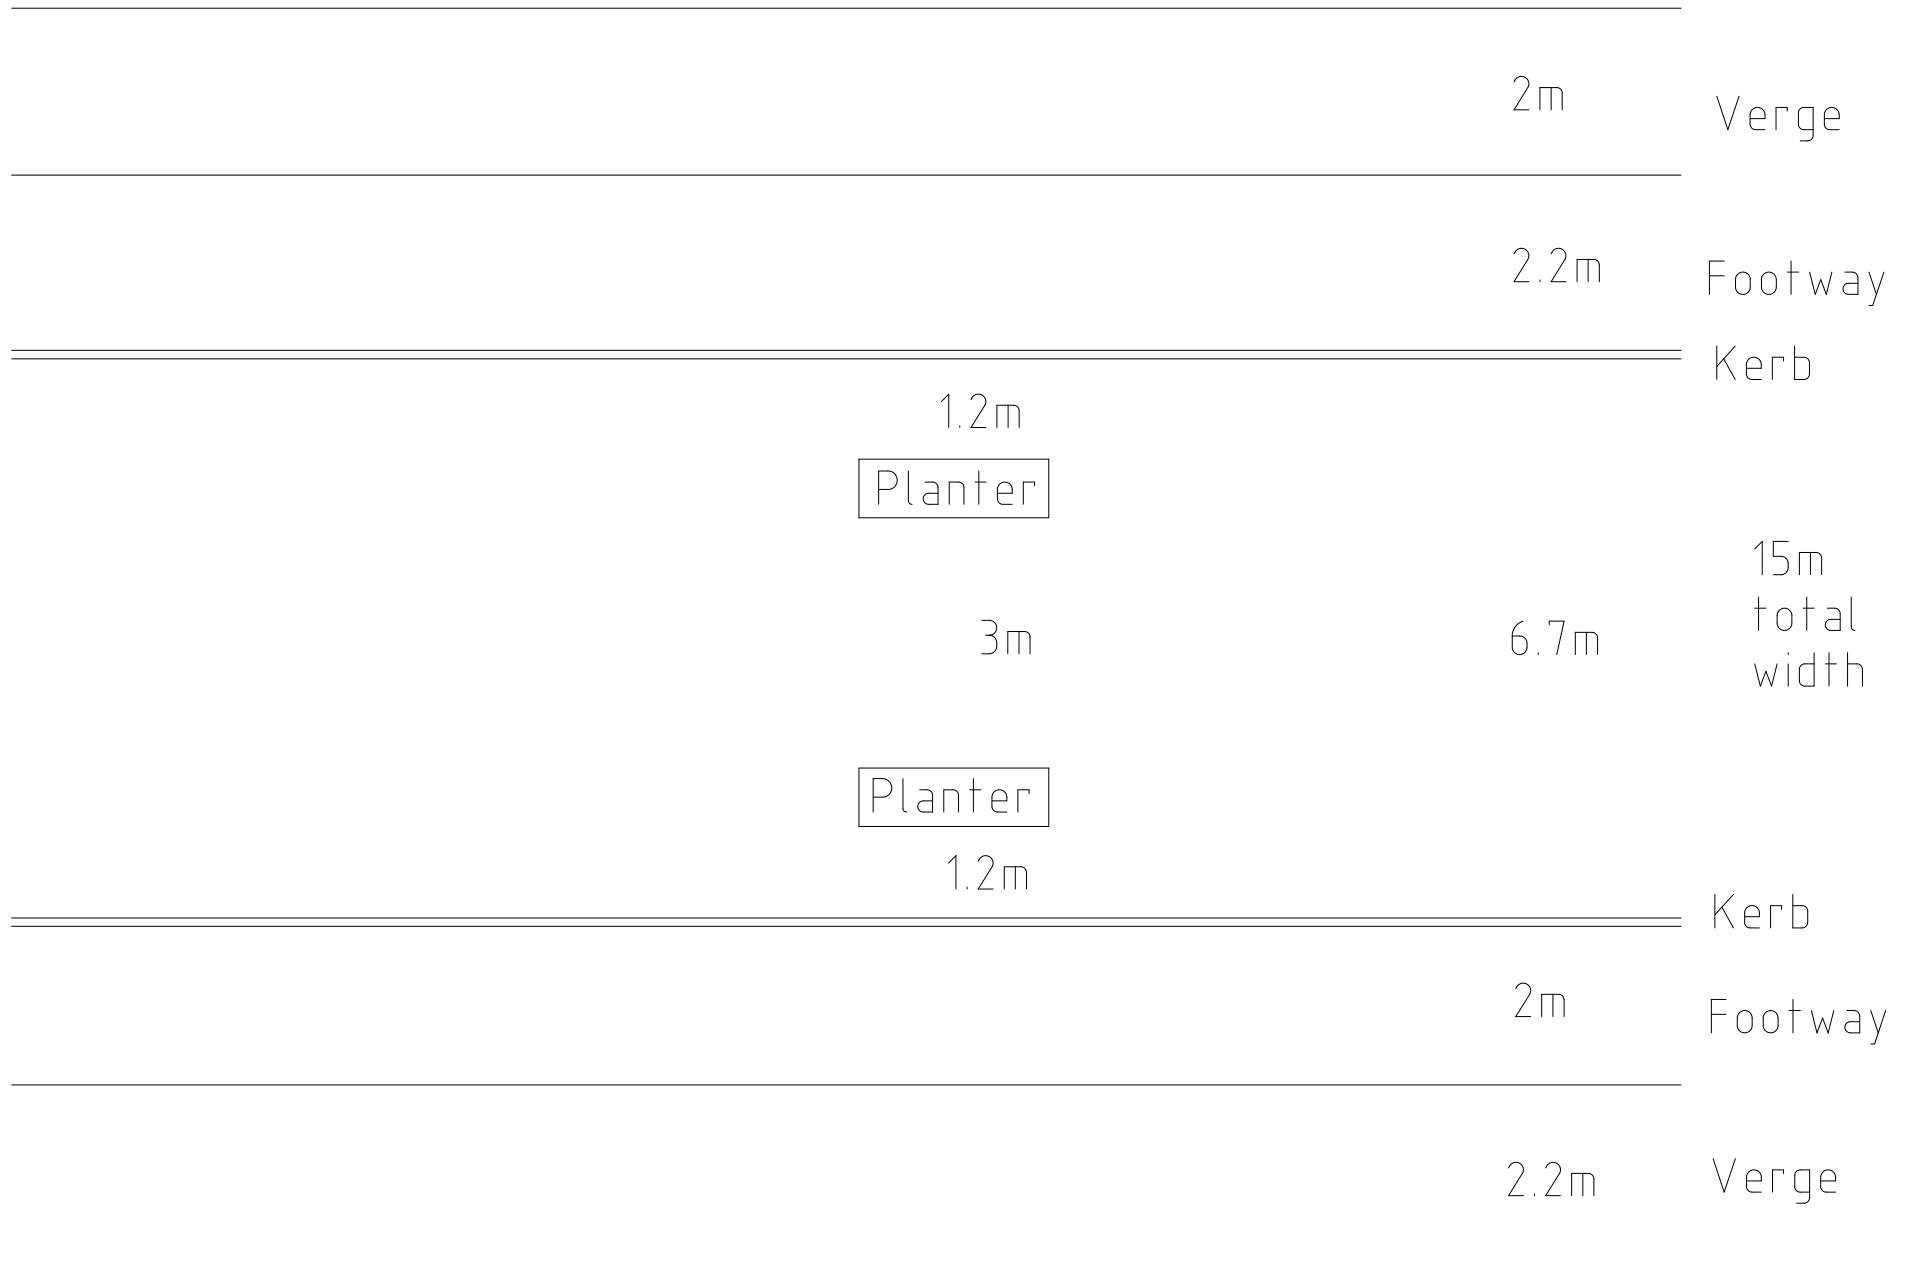 2m
Verge
2.2m
Footway
Kerb
1.2m
Planter
15m
total
width
3m
6.7m
Planter
1.2m
Kerb
2m
Footway
2.2m
Verge